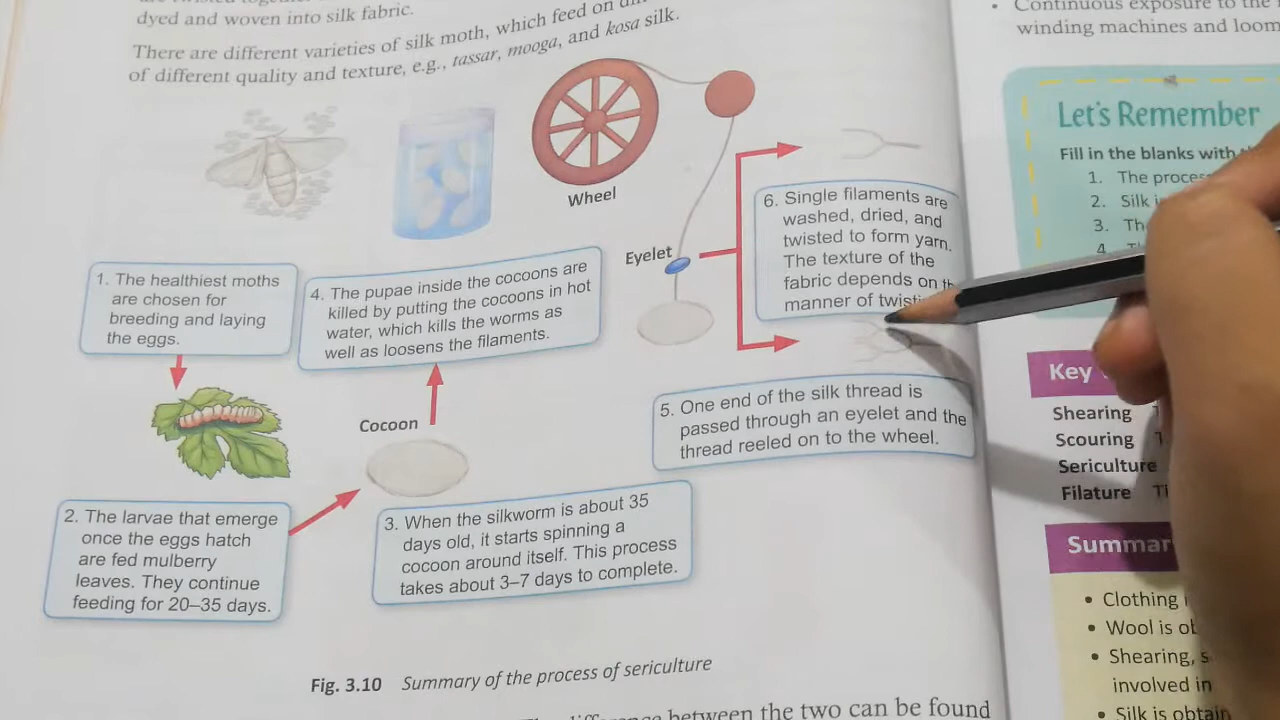 dyed and woven into silk fabric.
There are different varieties of silk moth, which feed on
of different quality and texture, e.g., tassar, mooga, and kosa silk.
Wheel
Eyelet
1. The healthiest moths
are chosen for
breeding and laying
the eggs.
4. The pupae inside the cocoons are
killed by putting the cocoons in hot
water, which kills the worms as
well as loosens the filaments.
6. Single filaments are
washed, dried, and
twisted to form yarn.
The texture of the
fabric depends on
manner of
Cocoon
5. One end of the silk thread is
passed through an eyelet and the
thread reeled on to the wheel.
2. The larvae that emerge
once the eggs hatch
are fed mulberry
leaves. They continue
feeding for 20–35 days.
3. When the silkworm is about 35
days old, it starts spinning a
cocoon around itself. This process
takes about 3–7 days to complete.
Fig. 3.10 Summary of the process of sericulture
between the two can be found
• Continuous exposure to the
winding machines and loom
Let's Remember
Fill in the blanks with
1. The
2. Silk
3.
4.
Key
Shearing
Scouring
Sericulture
Filature
• Clothing
• Wool is
• Shearing,
involved in
• Silk is